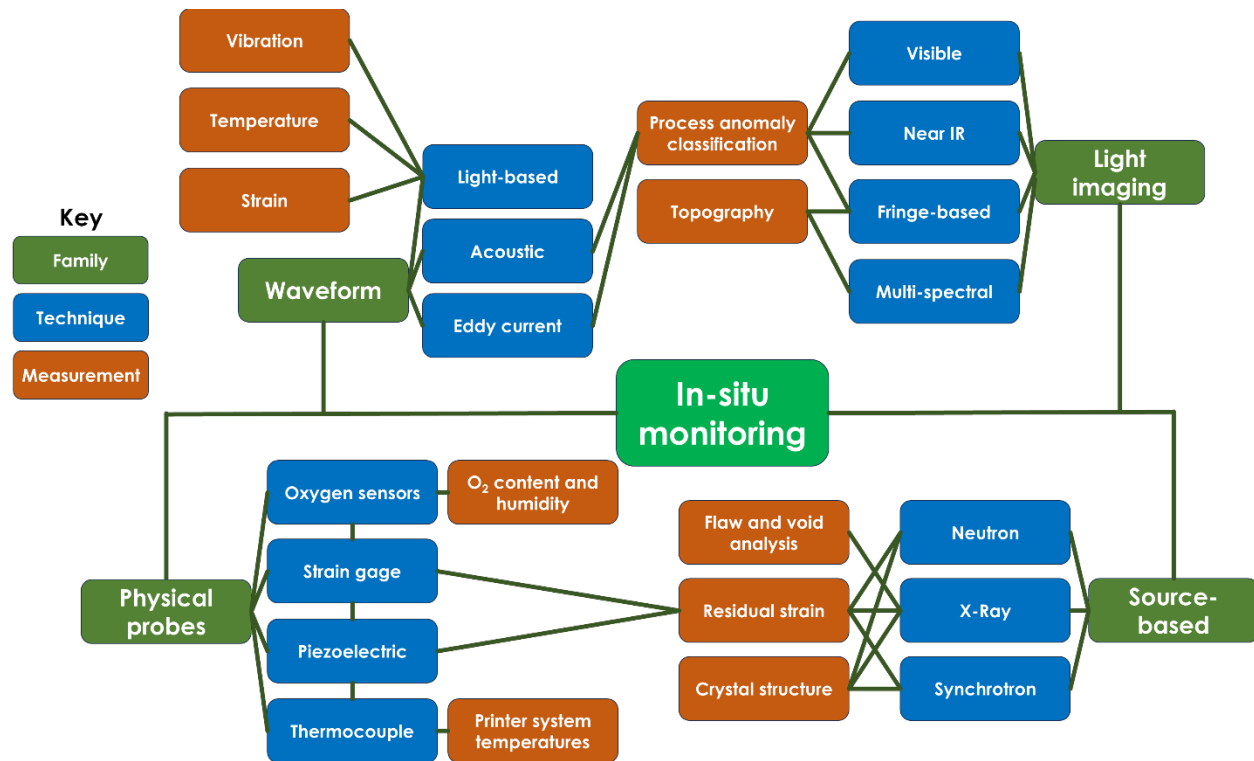 Vibration
Temperature
Strain
Light-based
Acoustic
Eddy current
Waveform
Process anomaly
classification
Topography
Visible
Near IR
Fringe-based
Multi-spectral
Light
imaging
Key
Family
Technique
Measurement
In-situ
monitoring
Physical
probes
Oxygen sensors
Strain gage
Piezoelectric
Thermocouple
O₂ content and
humidity
Printer system
temperatures
Flaw and void
analysis
Residual strain
Crystal structure
Neutron
X-Ray
Synchrotron
Source-
based